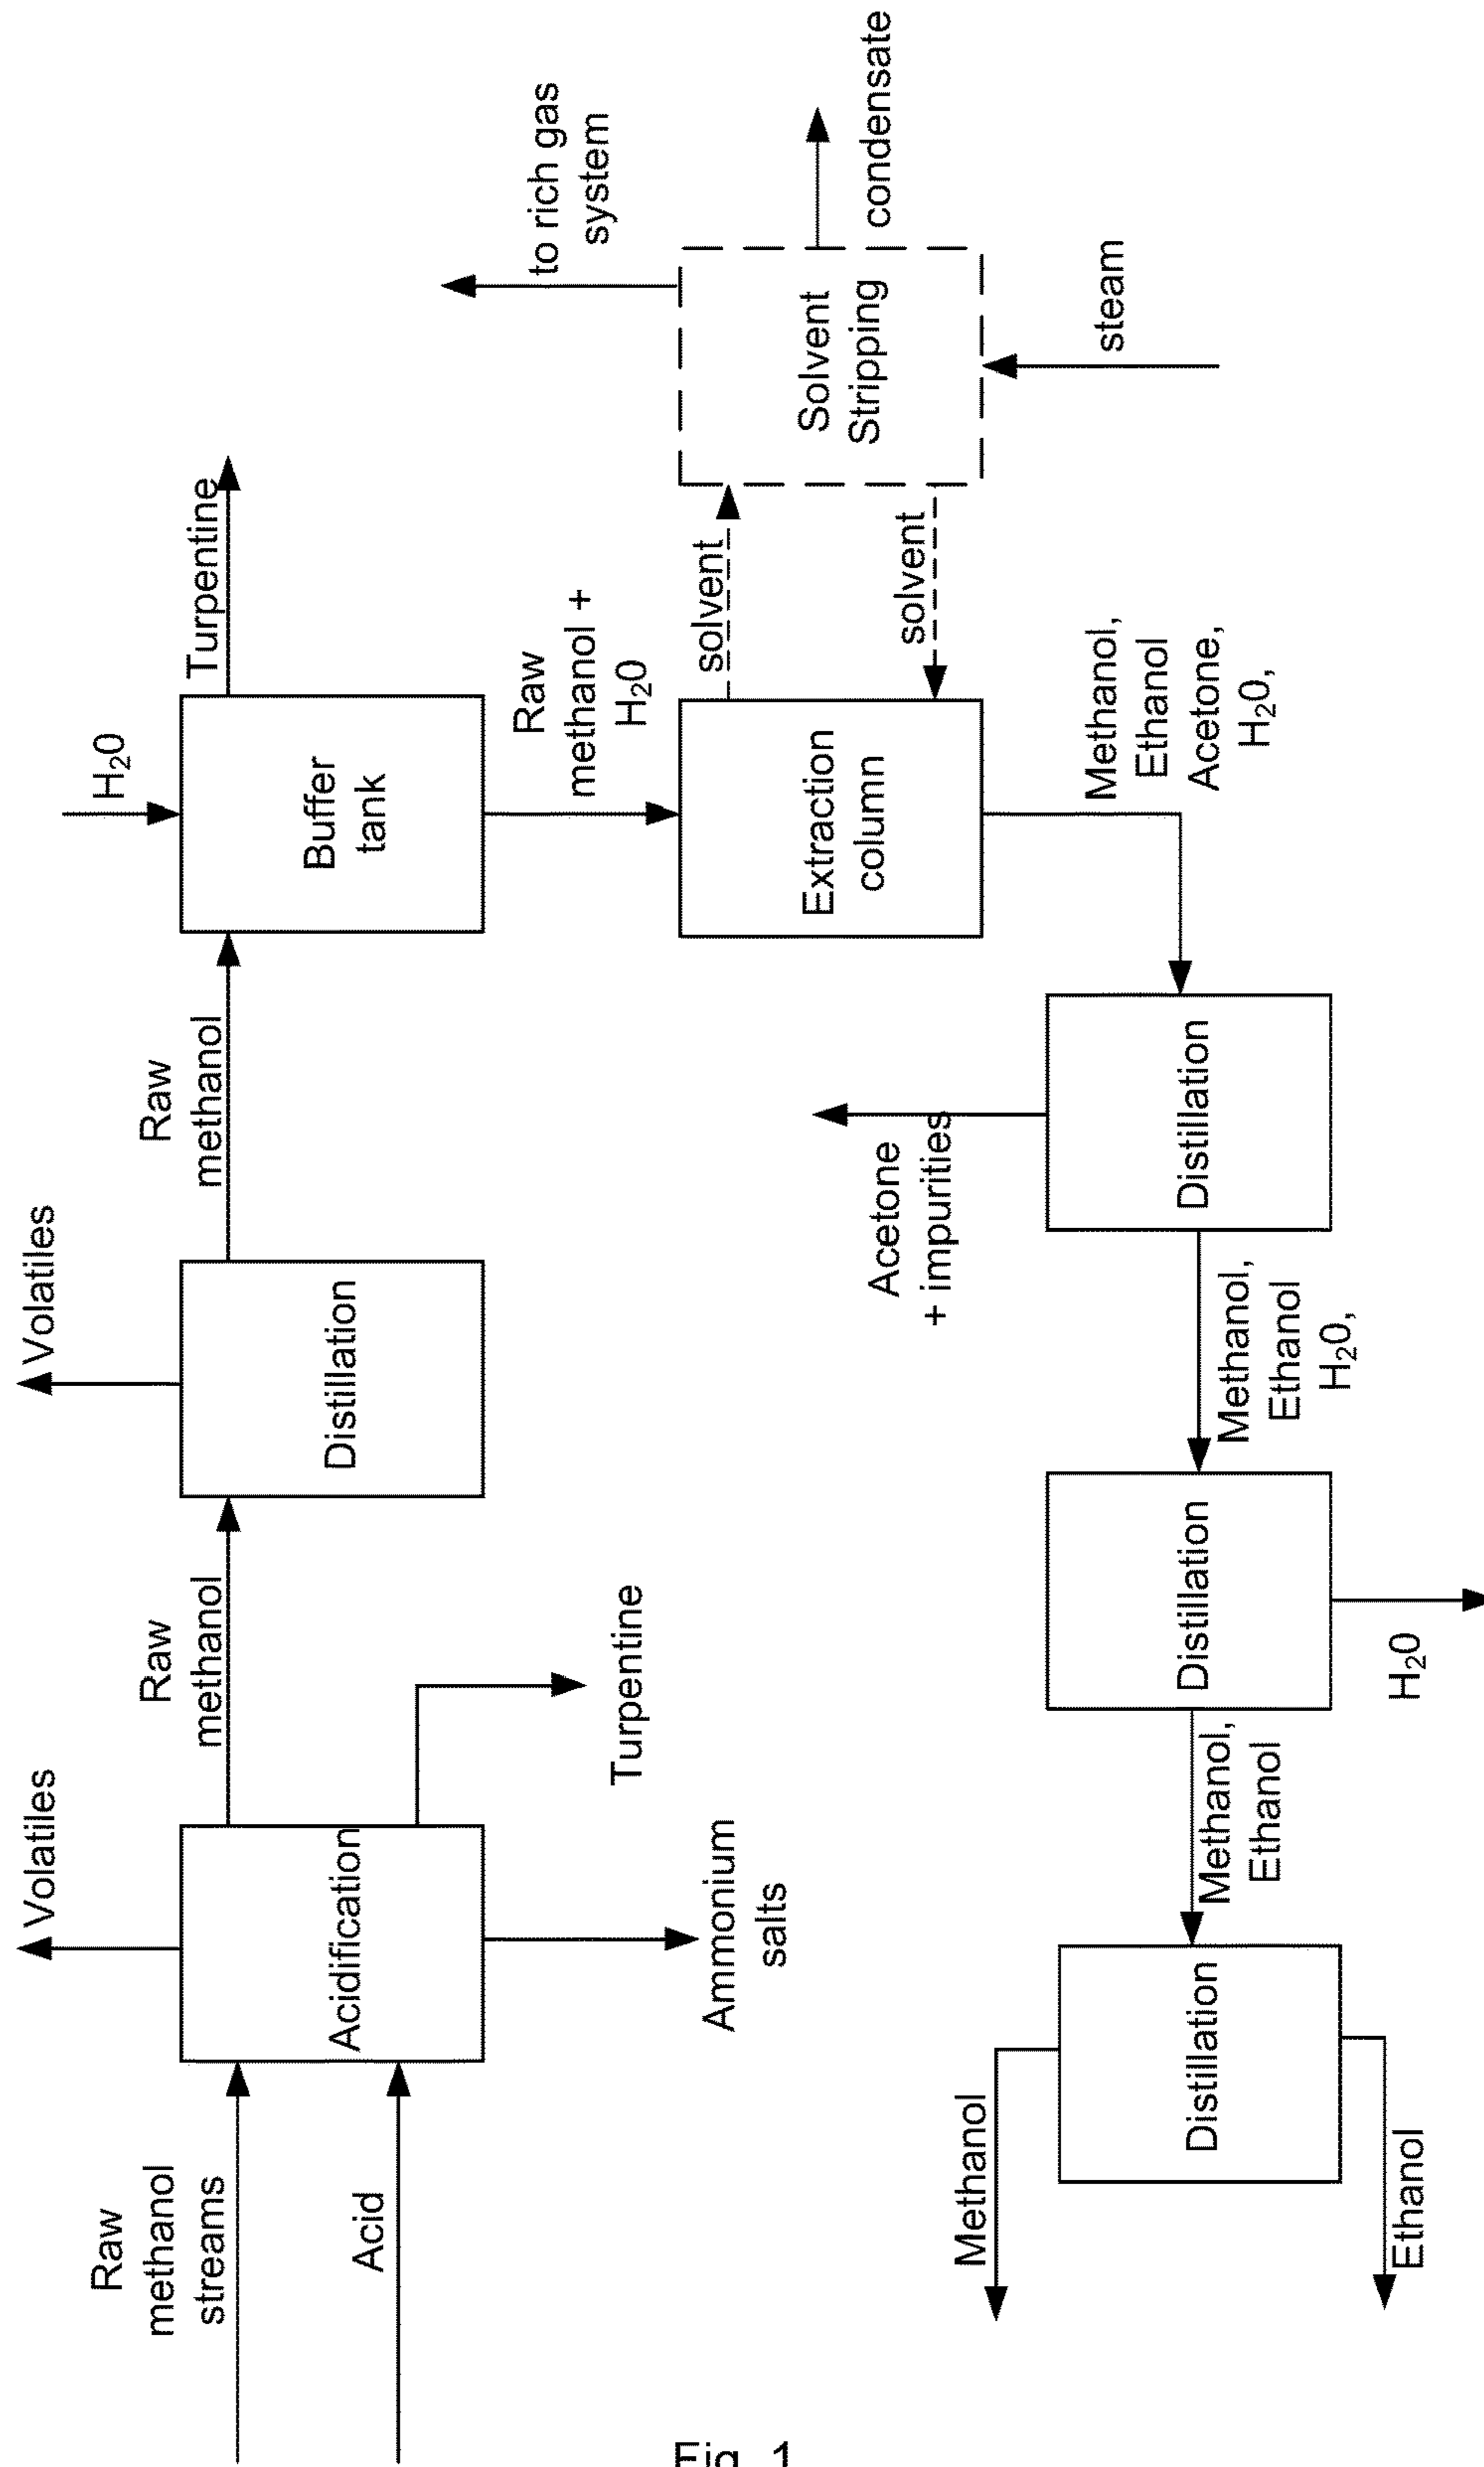 Raw
methanol
streams
Acid
Volatiles
Acidification
Ammonium
salts
Turpentine
Raw
methanol
Volatiles
Distillation
Raw
methanol
H₂0
Buffer
tank
Turpentine
Raw
methanol +
H₂0
Extraction
column
solvent
solvent
Solvent
Stripping
to rich gas
system
condensate
steam
Methanol,
Ethanol
Acetone,
H₂0,
Distillation
Acetone
+ impurities
Methanol,
Ethanol
H₂0,
Distillation
H₂0
Methanol,
Ethanol
Distillation
Methanol
Ethanol
Fig. 1